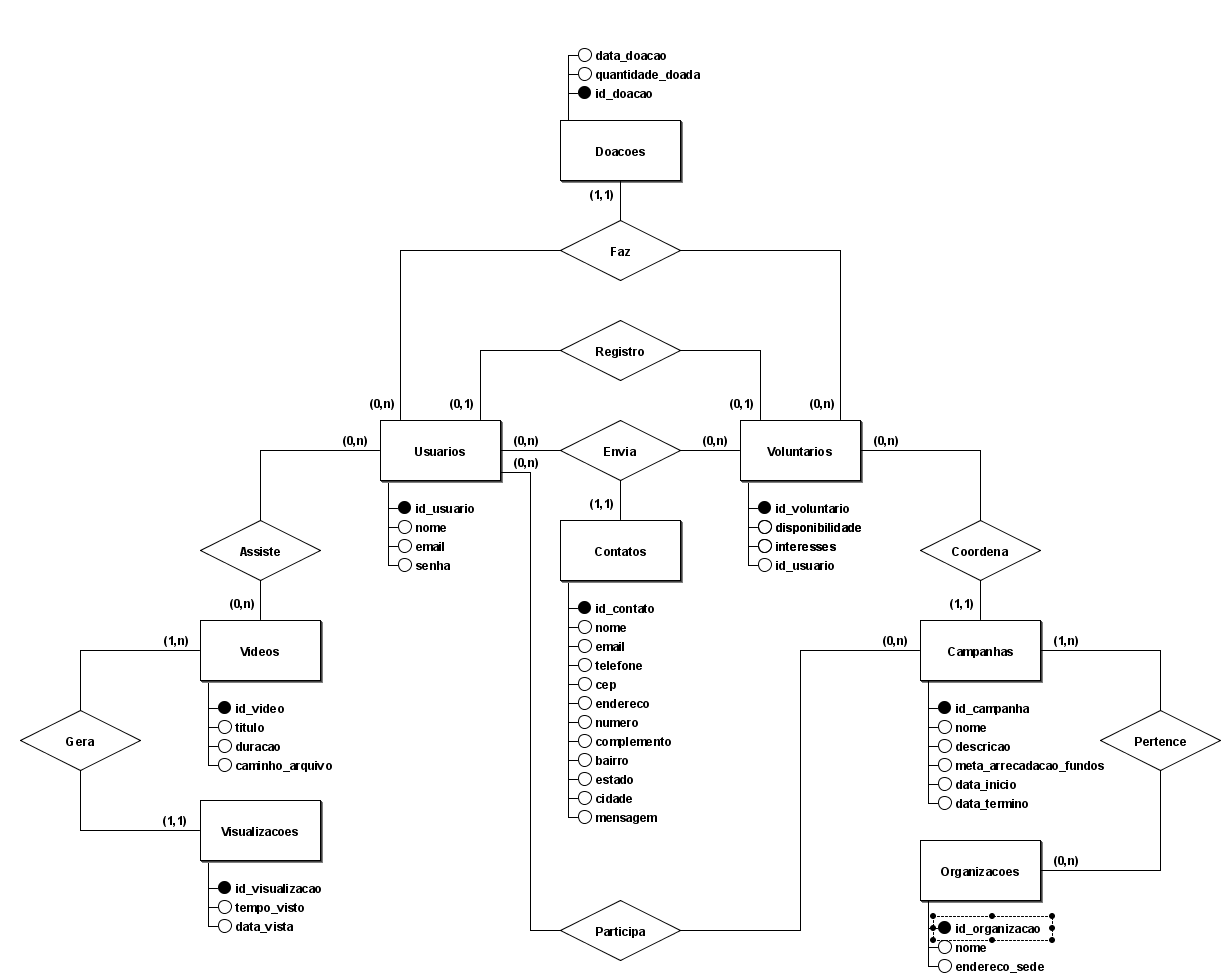 data_doacao
quantidade_doada
id_doacao
Doacoes
(1,1)
Faz
Registro
(0,n)
(0,1)
(0,1)
(0,n)
(0,n)
Usuarios
(0,n)
Envia
(0,n)
Voluntarios
(0,n)
(0,n)
id_usuario
nome
email
senha
(1,1)
Contatos
id_voluntario
disponibilidade
interesses
id_usuario
Assiste
Coordena
(0,n)
(1,1)
(1,n)
Videos
id_video
titulo
duracao
caminho_arquivo
id_contato
nome
email
telefone
cep
endereco
numero
complemento
bairro
estado
cidade
mensagem
(0,n)
Campanhas
(1,n)
id_campanha
nome
descricao
meta_arrecadacao_fundos
data_inicio
data_termino
Gera
Pertence
(1,1)
Visualizacoes
id_visualizacao
tempo_visto
data_vista
Organizacoes
(0,n)
id_organizacao
nome
endereco_sede
Participa